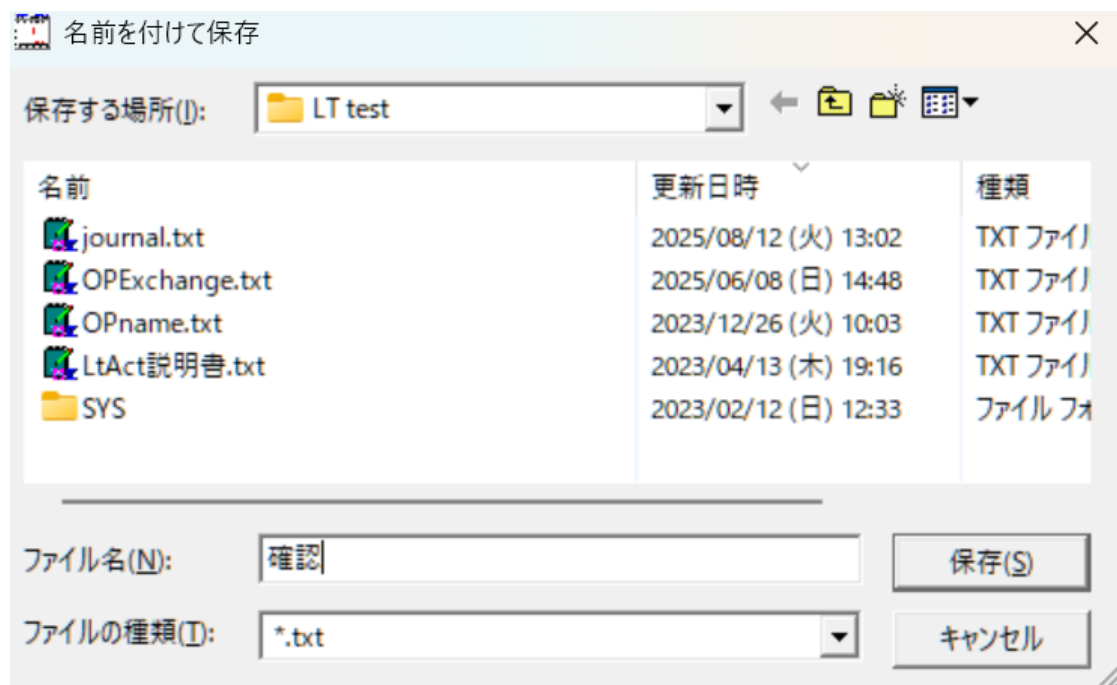 名前を付けて保存
保存する場所(I): LT test
名前 更新日時 種類
journal.txt 2025/08/12 (火) 13:02 TXT ファイル
OPExchange.txt 2025/06/08 (日) 14:48 TXT ファイル
OPname.txt 2023/12/26 (火) 10:03 TXT ファイル
LtAct説明書.txt 2023/04/13 (木) 19:16 TXT ファイル
SYS 2023/02/12 (日) 12:33 ファイル フォ
ファイル名(N): 確認 保存(S)
ファイルの種類(T): *.txt キャンセル